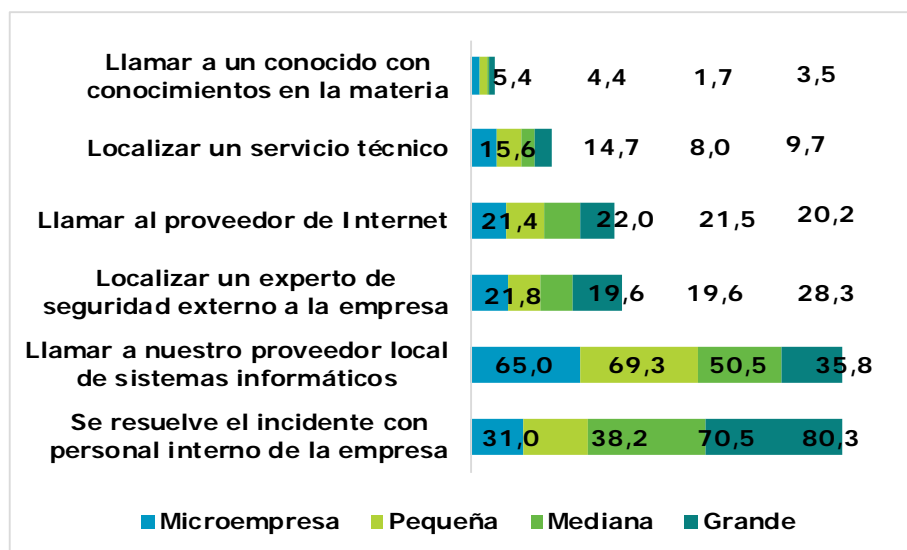 Llamar a un conocido con
conocimientos en la materia
5,4 4,4 1,7 3,5
Localizar un servicio técnico
15,6 14,7 8,0 9,7
Llamar al proveedor de Internet
21,4 22,0 21,5 20,2
Localizar un experto de
seguridad externo a la empresa
21,8 19,6 19,6 28,3
Llamar a nuestro proveedor local
de sistemas informáticos
65,0 69,3 50,5 35,8
Se resuelve el incidente con
personal interno de la empresa
31,0 38,2 70,5 80,3
Microempresa Pequeña Mediana Grande